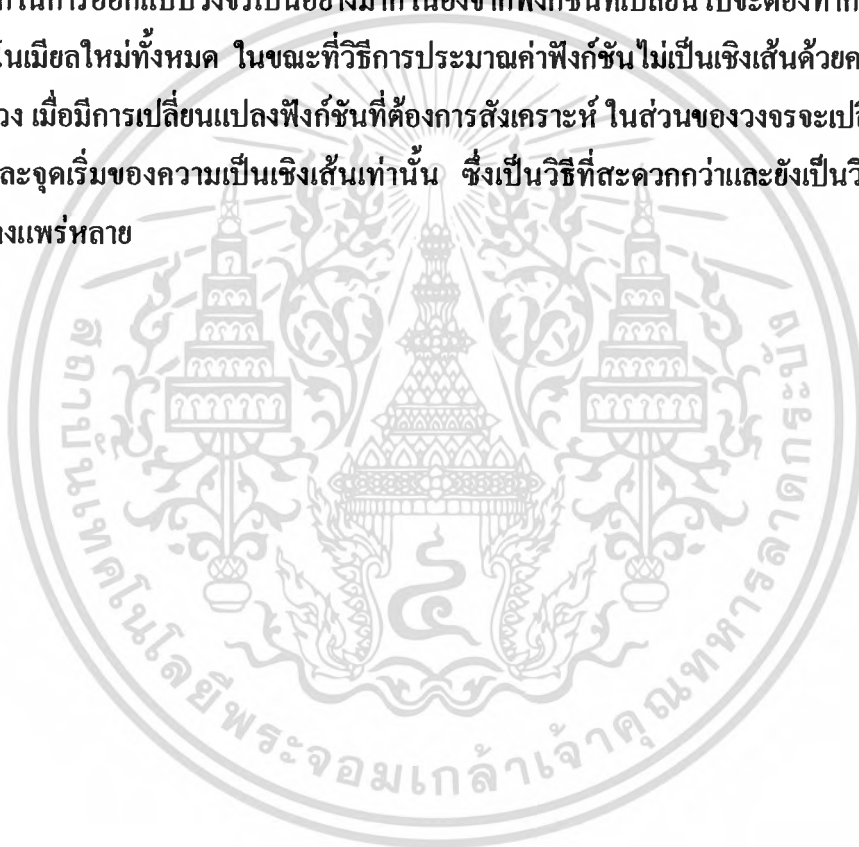 ในการออกแบบวงจรเป็นอย่างมาก เนื่องจากฟังก์ชันที่เปลี่ยนไปจะต้องทำก
นเมียลใหม่ทั้งหมด ในขณะที่วิธีการประมาณค่าฟังก์ชันไม่เป็นเชิงเส้นด้วยค
วง เมื่อมีการเปลี่ยนแปลงฟังก์ชันที่ต้องการสังเคราะห์ ในส่วนของวงจรจะเปลี
ละจุดเริ่มของความเป็นเชิงเส้นเท่านั้น ซึ่งเป็นวิธีที่สะดวกกว่าและยังเป็นวิ
งแพร่หลาย
สถาบันเทคโนโลยีพระจอมเกล้าเจ้าคุณทหารลาดกระบัง